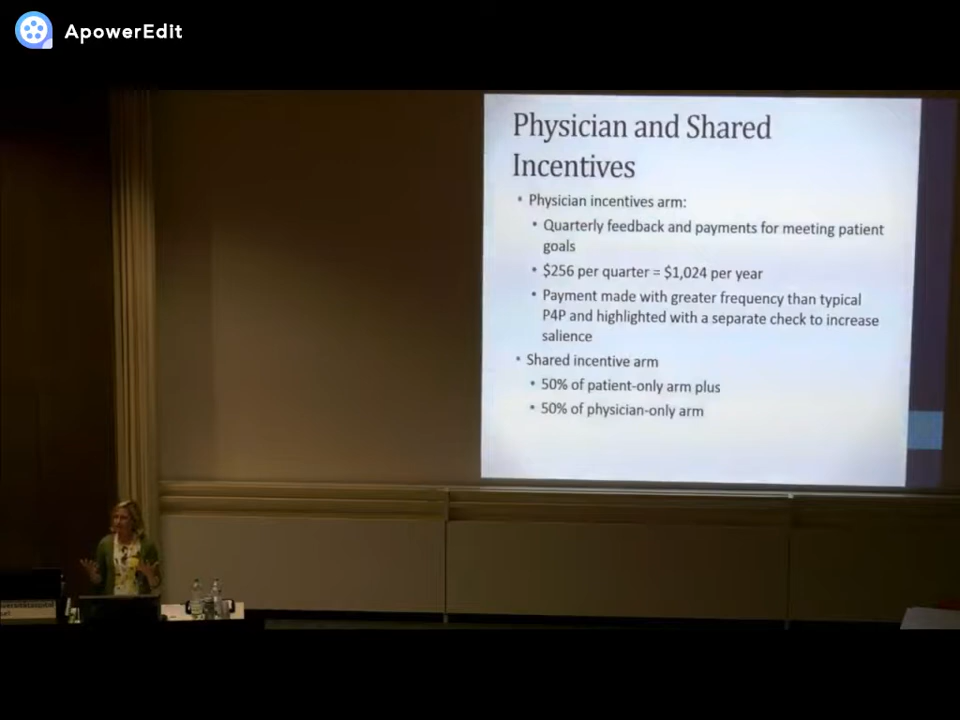 ApowerEdit
Physician and Shared
Incentives
• Physician incentives arm:
• Quarterly feedback and payments for meeting patient
goals
• $256 per quarter = $1,024 per year
• Payment made with greater frequency than typical
P4P and highlighted with a separate check to increase
salience
• Shared incentive arm
• 50% of patient-only arm plus
• 50% of physician-only arm